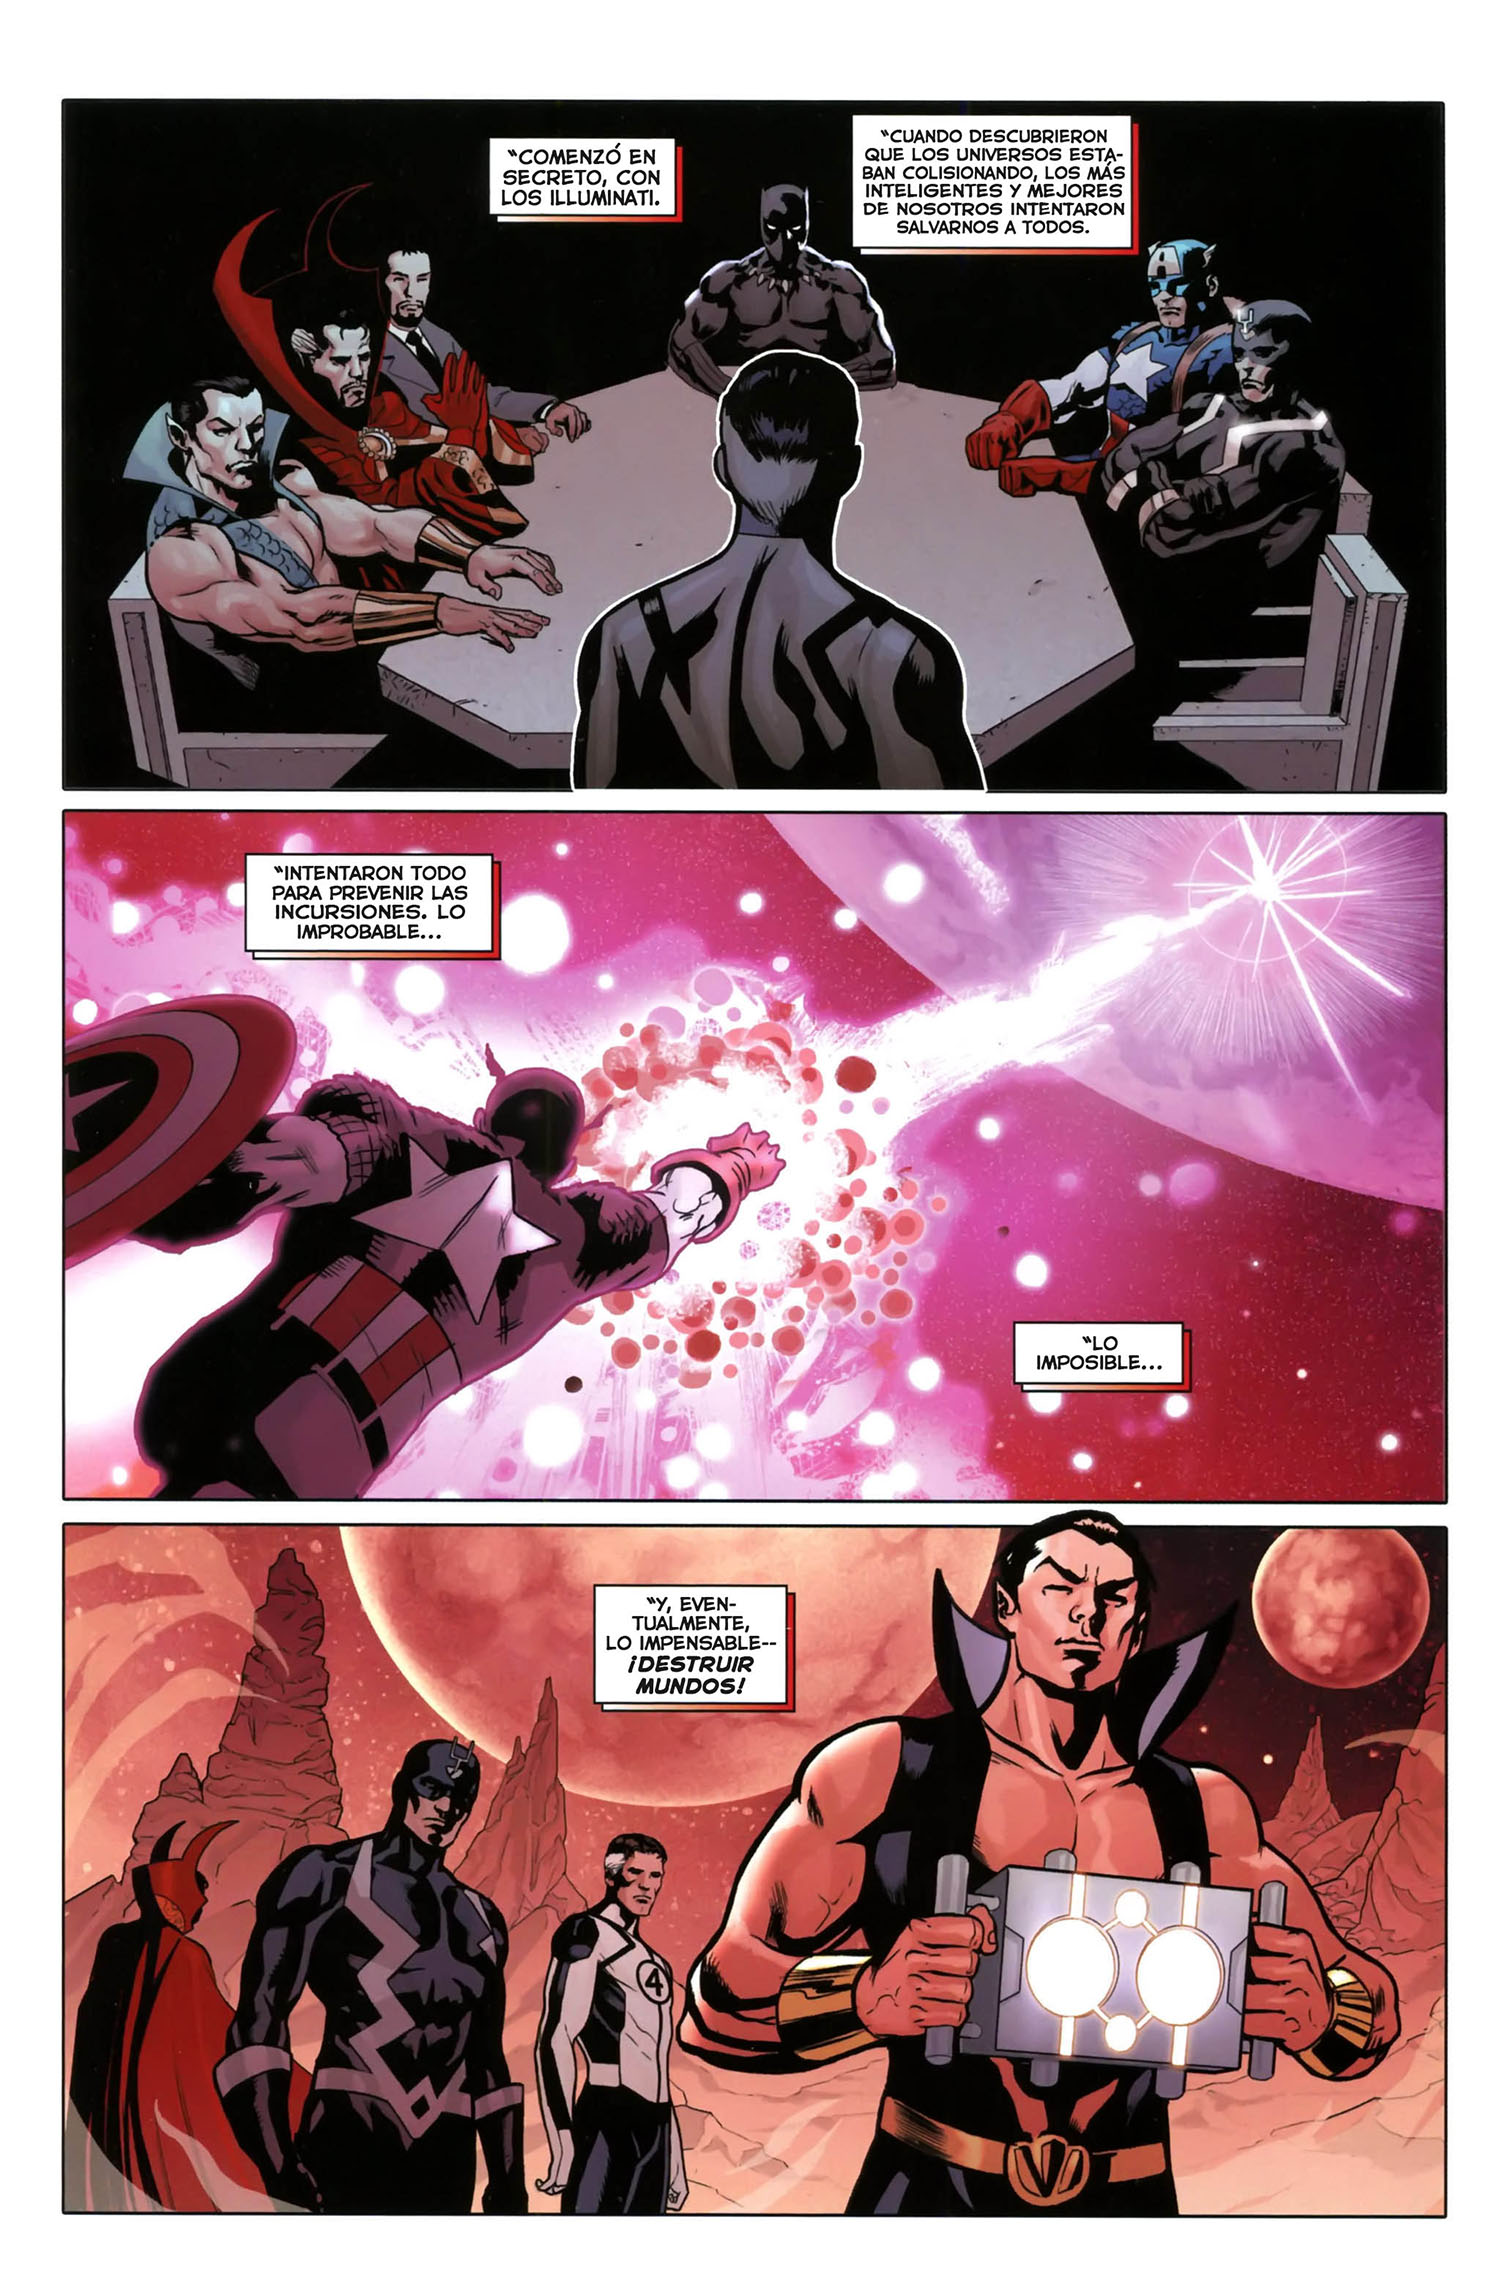 "COMENZÓ EN
SECRETO, CON
LOS ILLUMINATI.
"CUANDO DESCUBRIERON
QUE LOS UNIVERSOS ESTA-
BAN COLISIONANDO, LOS MÁS
INTELIGENTES Y MEJORES
DE NOSOTROS INTENTARON
SALVARNOS A TODOS.
"INTENTARON TODO
PARA PREVENIR LAS
INCURSIONES. LO
IMPROBABLE...
"LO
IMPOSIBLE...
"Y, EVEN-
TUALMENTE,
LO IMPENSABLE--
¡DESTRUIR
MUNDOS!
4